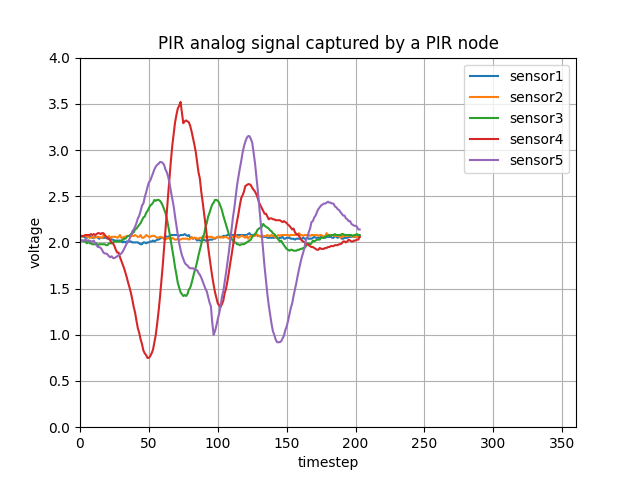 PIR analog signal captured by a PIR node
4.0
3.5
3.0
2.5
2.0
1.5
1.0
0.5
0.0
voltage
sensor1
sensor2
sensor3
sensor4
sensor5
0 50 100 150 200 250 300 350
timestep